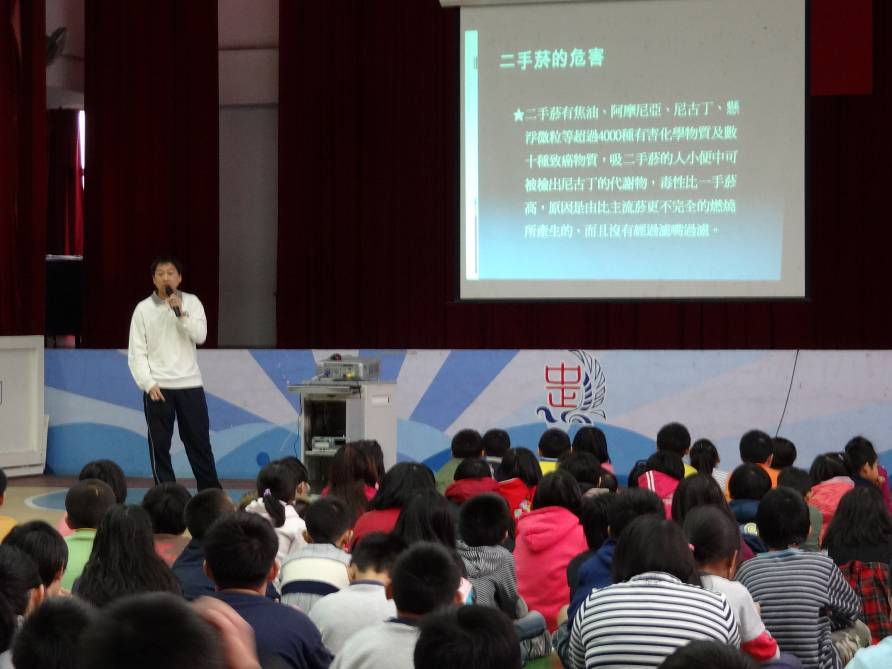 二手菸的危害
★二手菸有焦油、阿摩尼亞、尼古丁、懸
浮微粒等超過4000種有害化學物質及數
十種致癌物質,吸二手菸的人小便中可
被檢出尼古丁的代謝物,毒性比一手菸
高,原因是由比主流菸更不完全的燃燒
所產生的、而且沒有經過濾嘴過濾。
忠